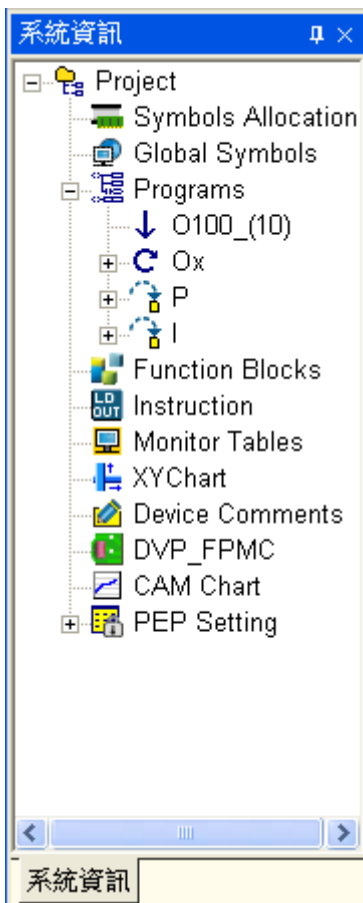 系統資訊
Project
Symbols Allocation
Global Symbols
Programs
O100_(10)
Ox
P
I
Function Blocks
LD
OUT
Instruction
Monitor Tables
XYChart
Device Comments
DVP_FPMC
CAM Chart
PEP Setting
系統資訊